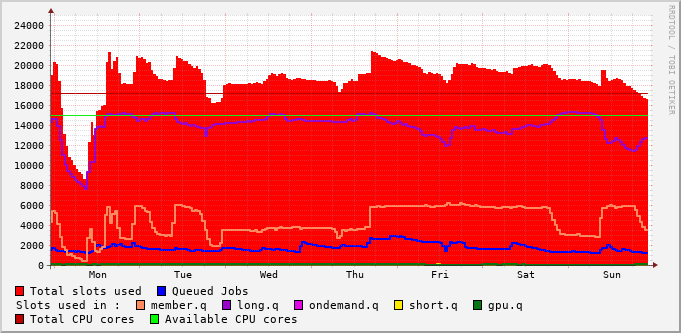 24000
22000
20000
18000
16000
14000
12000
10000
8000
6000
4000
2000
0
Mon Tue Wed Thu Fri Sat Sun
RRDTOOL / TOBI OETIKER
Total slots used Queued Jobs
Slots used in : member.q long.q ondemand.q short.q gpu.q
Total CPU cores Available CPU cores